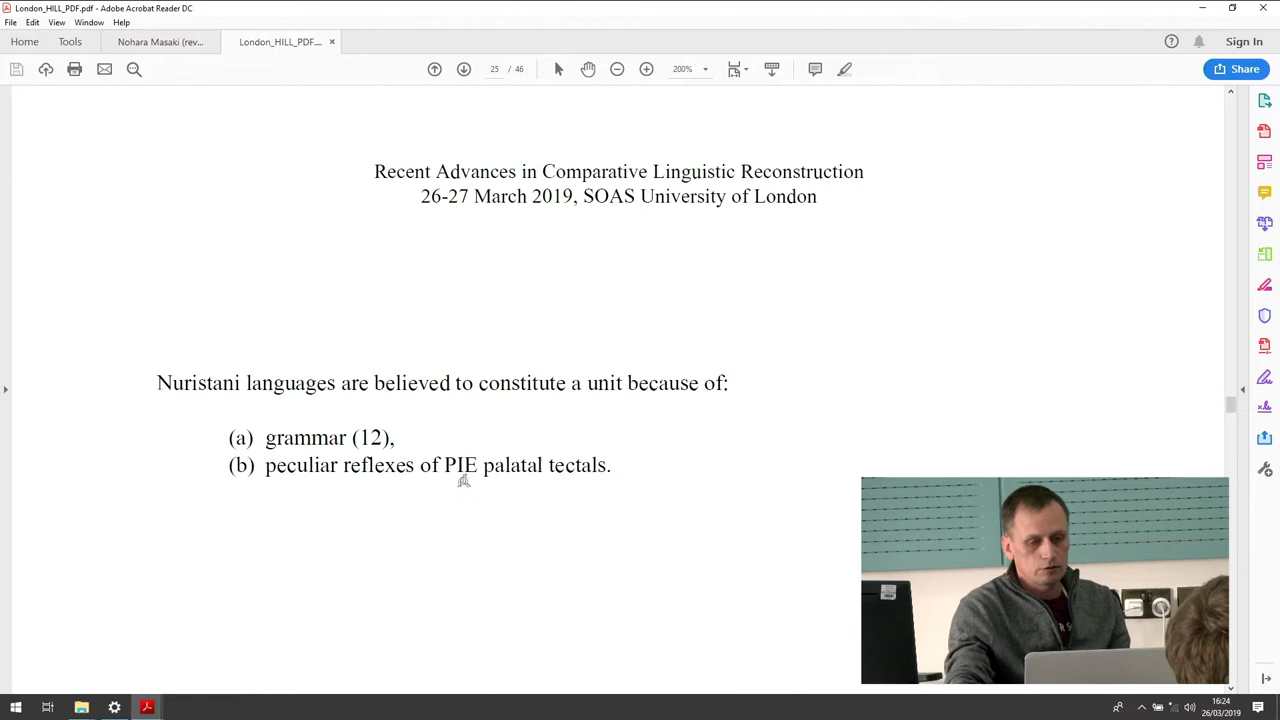 London_HILL_PDF.pdf - Adobe Acrobat Reader DC
File Edit View Window Help
Home Tools Nohara Masaki (rev... London_HILL_PDF.... ×
25 / 46 200% Sign In
Share
Recent Advances in Comparative Linguistic Reconstruction
26-27 March 2019, SOAS University of London
Nuristani languages are believed to constitute a unit because of:
(a) grammar (12),
(b) peculiar reflexes of PIE palatal tectals.
16:24
26/03/2019